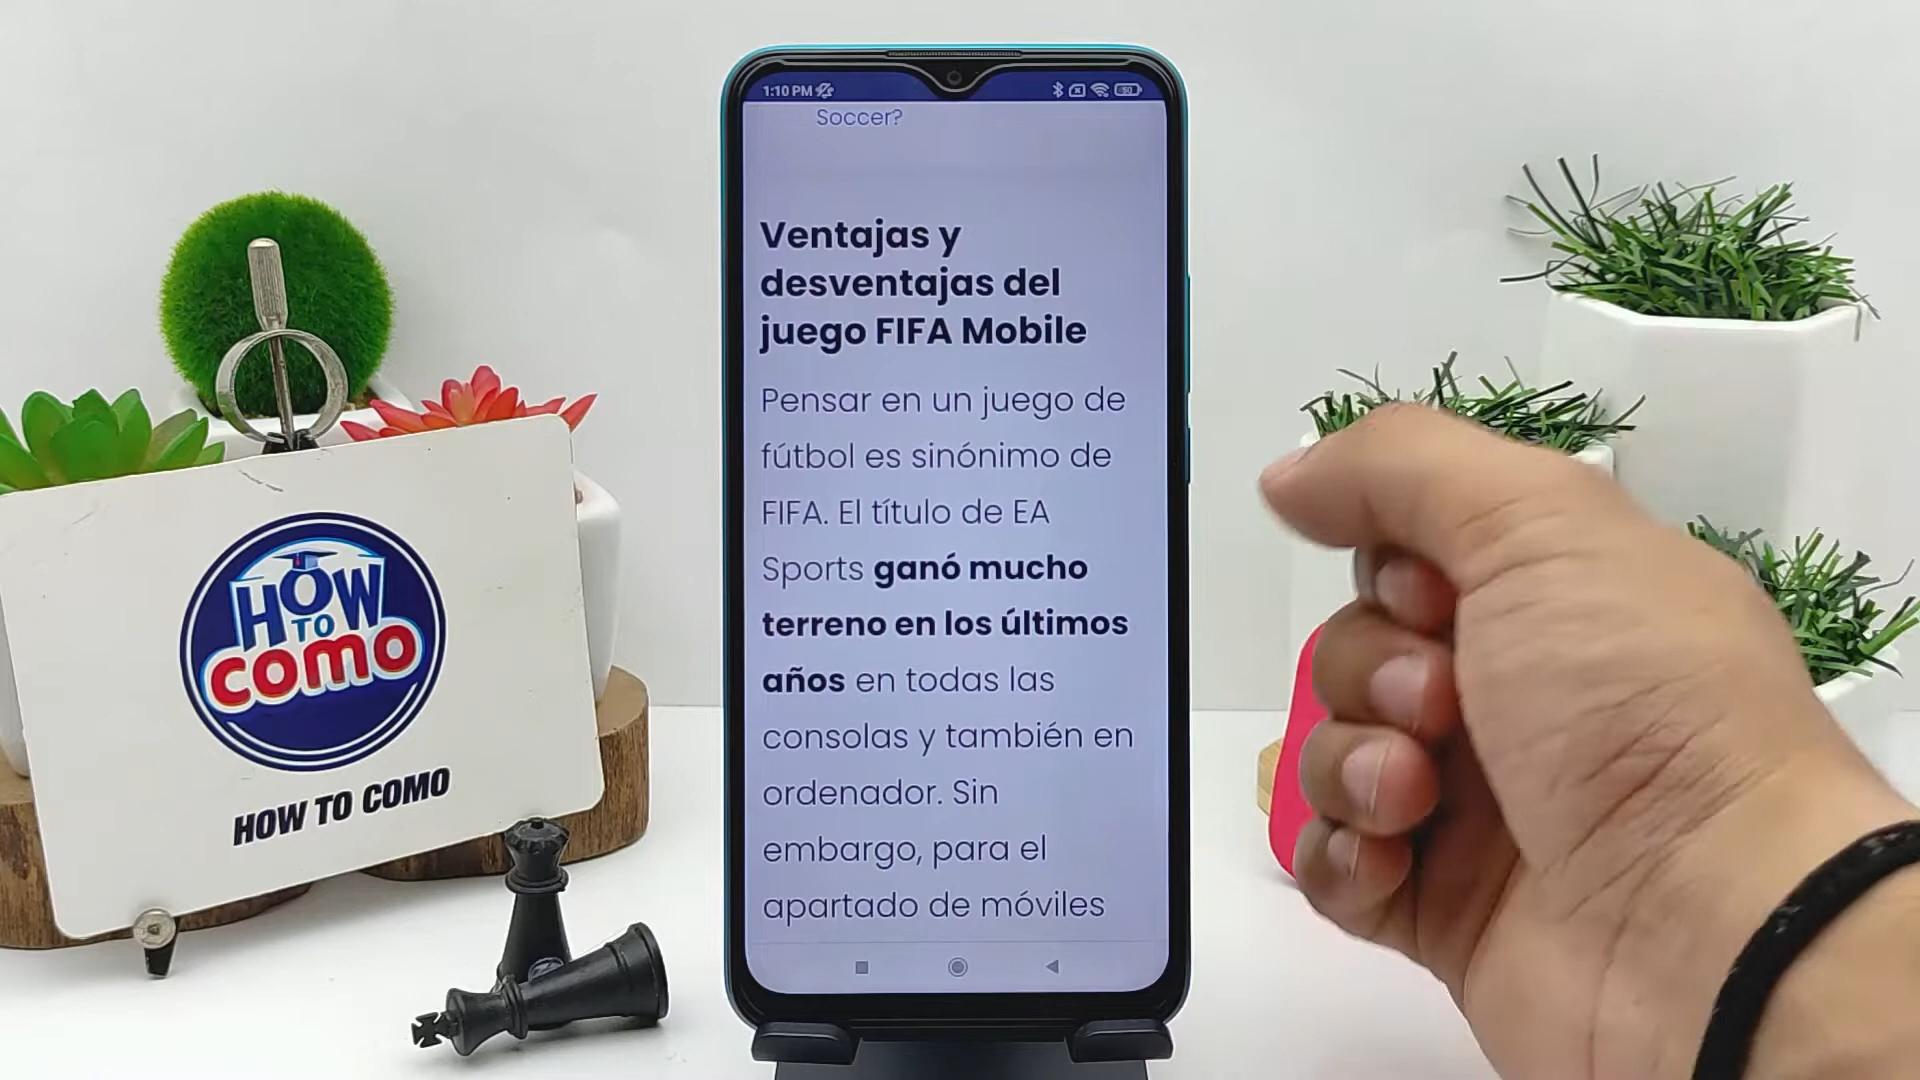 1:10 PM
50
Soccer?
Ventajas y
desventajas del
juego FIFA Mobile
Pensar en un juego de
fútbol es sinónimo de
FIFA. El título de EA
Sports ganó mucho
terreno en los últimos
años en todas las
consolas y también en
ordenador. Sin
embargo, para el
apartado de móviles
HOW
TO
COMO
HOW TO COMO